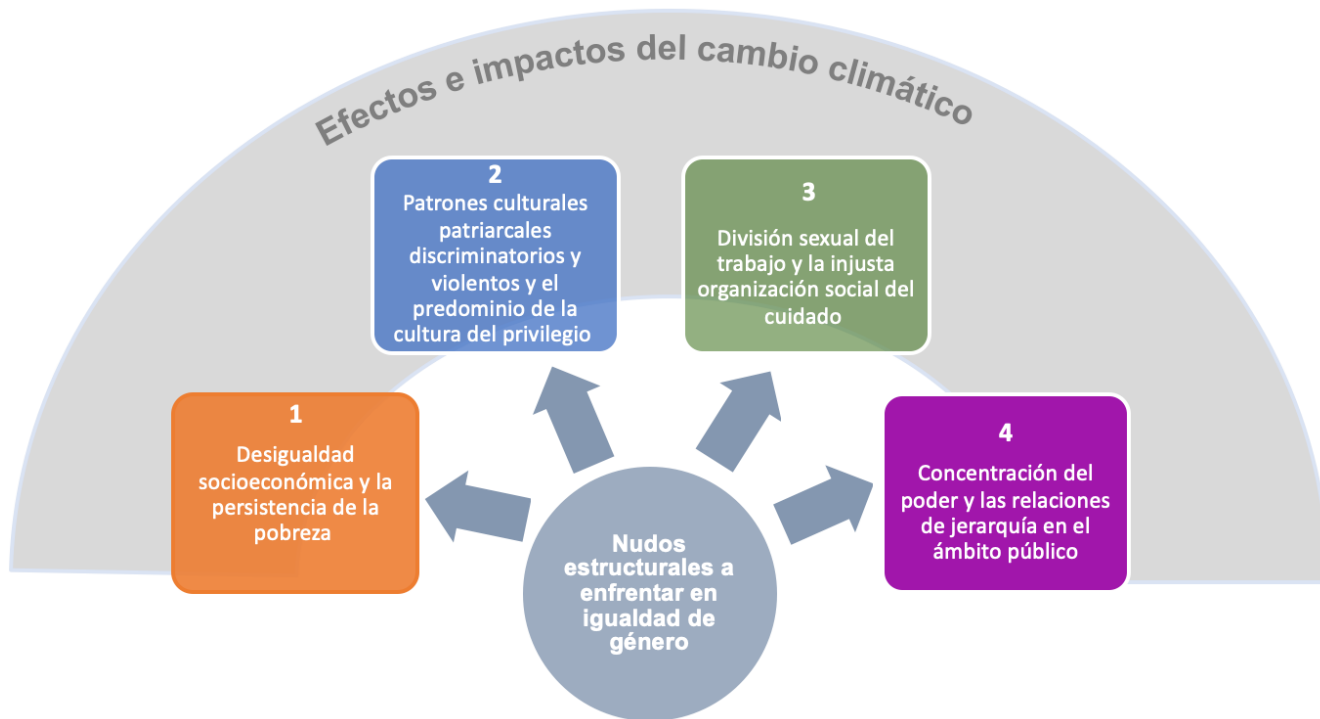 Efectos e impactos del cambio climático
2
Patrones culturales
patriarcales
discriminatorios y
violentos y el
predominio de la
cultura del privilegio
3
División sexual del
trabajo y la injusta
organización social del
cuidado
1
Desigualdad
socioeconómica y la
persistencia de la
pobreza
4
Concentración del
poder y las relaciones
de jerarquía en el
ámbito público
Nudos
estructurales a
enfrentar en
igualdad de
género